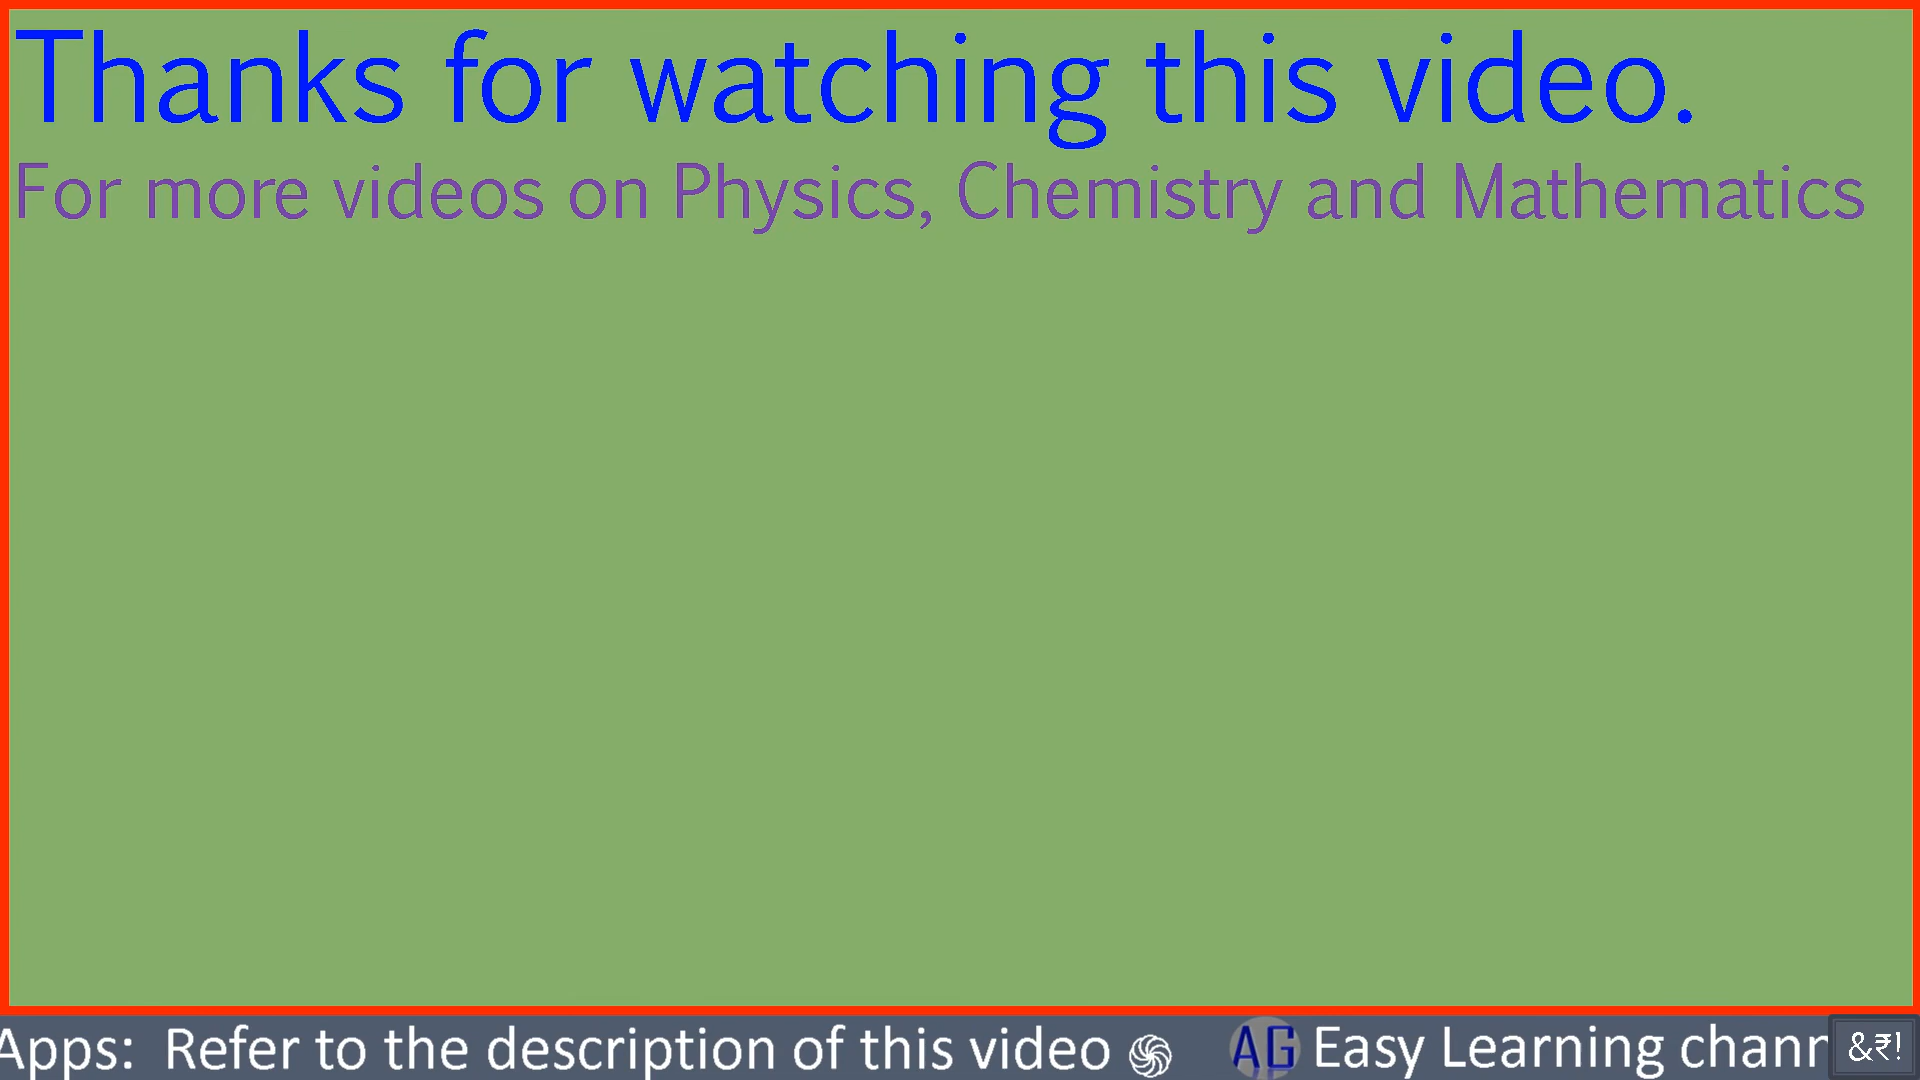 Thanks for watching this video.
For more videos on Physics, Chemistry and Mathematics
Apps: Refer to the description of this video AG Easy Learning &₹!